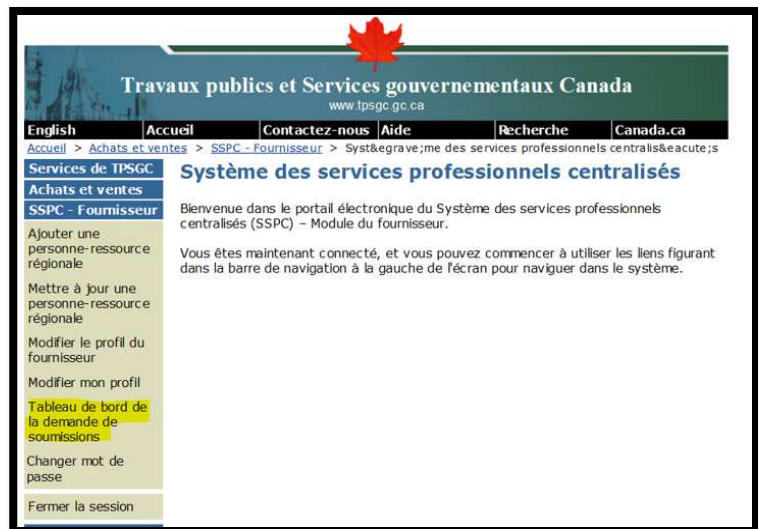 Travaux publics et Services gouvernementaux Canada
www.tpsgc.gc.ca
English Accueil Contactez-nous Aide Recherche Canada.ca
Accueil > Achats et ventes > SSPC - Fournisseur > Syst&egrave;me des services professionnels centralis&eacute;s
Services de TPSGC
Achats et ventes
SSPC - Fournisseur
Ajouter une
personne-ressource
régionale
Mettre à jour une
personne-ressource
régionale
Modifier le profil du
fournisseur
Modifier mon profil
Tableau de bord de
la demande de
soumissions
Changer mot de
passe
Fermer la session
Système des services professionnels centralisés
Bienvenue dans le portail électronique du Système des services professionnels
centralisés (SSPC) – Module du fournisseur.
Vous êtes maintenant connecté, et vous pouvez commencer à utiliser les liens figurant
dans la barre de navigation à la gauche de l'écran pour naviguer dans le système.